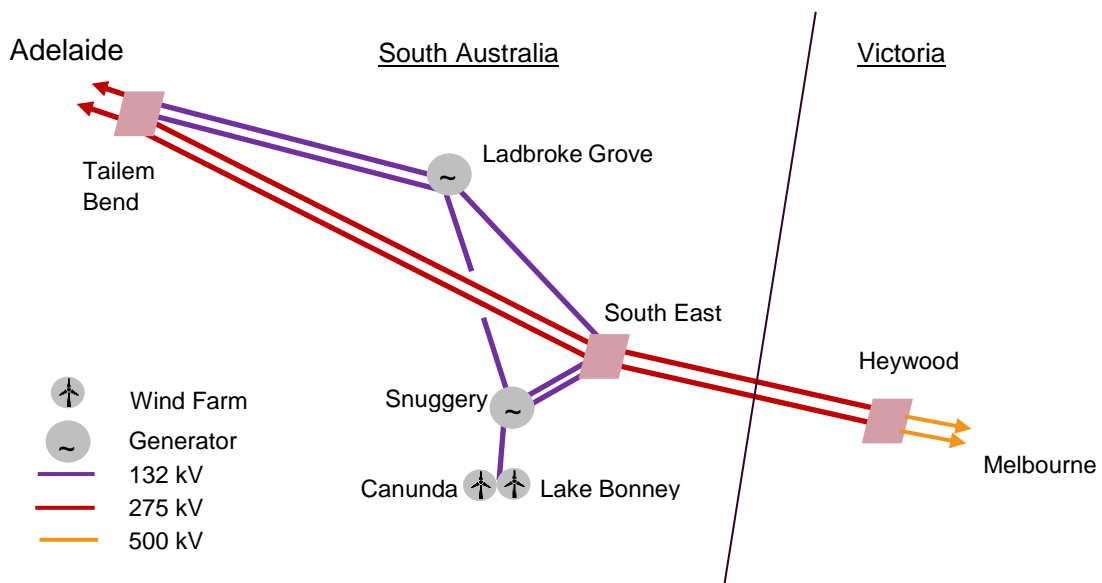 Adelaide
South Australia
Victoria
Ladbroke Grove
Tailem
Bend
South East
Heywood
Snuggery
Wind Farm
Generator
Melbourne
132 kV
Canunda
Lake Bonney
275 kV
500 kV